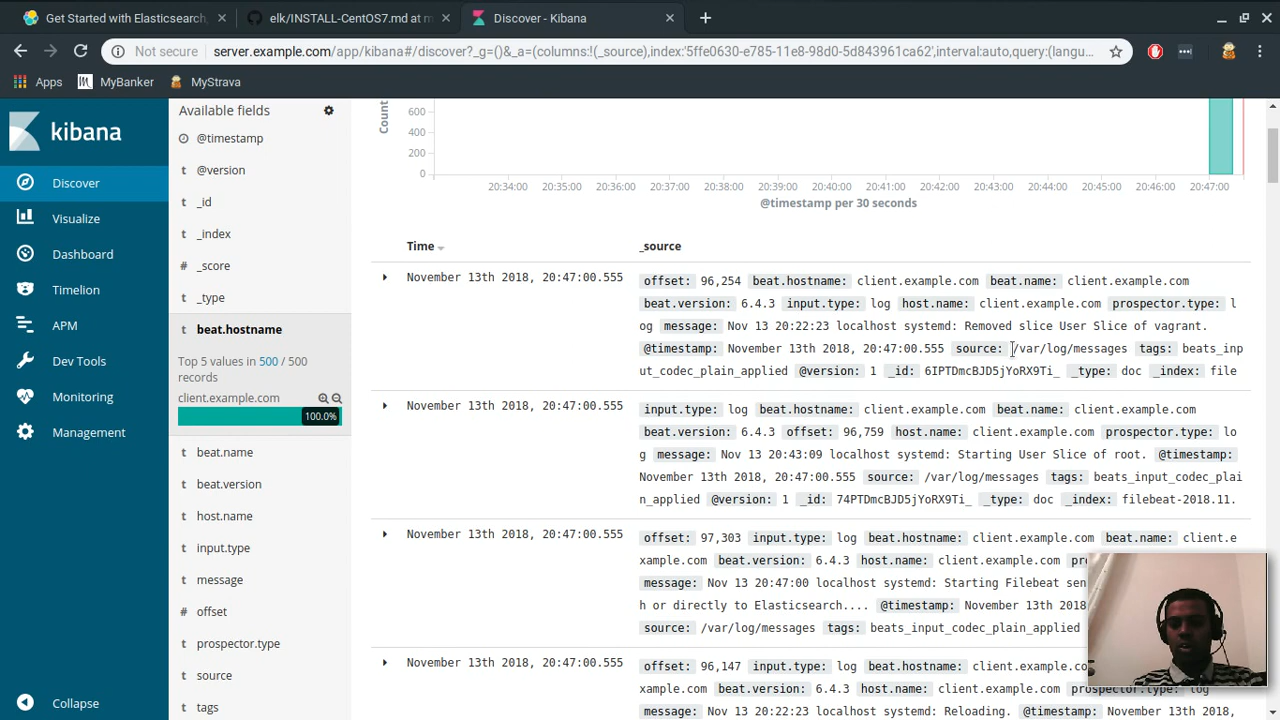 Get Started with Elasticsearch,
elk/INSTALL-CentOS7.md at m
Discover - Kibana
Not secure
server.example.com/app/kibana#/discover?_g=()&_a=(columns:!(_source),index:'5ffe0630-e785-11e8-98d0-5d843961ca62',interval:auto,query:(langu...
Apps
MyBanker
MyStrava
kibana
Discover
Visualize
Dashboard
Timelion
APM
Dev Tools
Monitoring
Management
Collapse
Available fields
@timestamp
t @version
t _id
t _index
# _score
t _type
t beat.hostname
Top 5 values in 500 / 500
records
client.example.com
100.0%
t beat.name
t beat.version
t host.name
t input.type
t message
# offset
t prospector.type
t source
t tags
Count
600
400
200
0
20:34:00 20:35:00 20:36:00 20:37:00 20:38:00 20:39:00 20:40:00 20:41:00 20:42:00 20:43:00 20:44:00 20:45:00 20:46:00 20:47:00
@timestamp per 30 seconds
Time _source
November 13th 2018, 20:47:00.555
offset: 96,254 beat.hostname: client.example.com beat.name: client.example.com
beat.version: 6.4.3 input.type: log host.name: client.example.com prospector.type: l
og message: Nov 13 20:22:23 localhost systemd: Removed slice User Slice of vagrant.
@timestamp: November 13th 2018, 20:47:00.555 source: /var/log/messages tags: beats_inp
ut_codec_plain_applied @version: 1 _id: 6IPTDmcBJD5jYoRX9Ti_ _type: doc _index: file
November 13th 2018, 20:47:00.555
input.type: log beat.hostname: client.example.com beat.name: client.example.com
beat.version: 6.4.3 offset: 96,759 host.name: client.example.com prospector.type: lo
g message: Nov 13 20:43:09 localhost systemd: Starting User Slice of root. @timestamp:
November 13th 2018, 20:47:00.555 source: /var/log/messages tags: beats_input_codec_plai
n_applied @version: 1 _id: 74PTDmcBJD5jYoRX9Ti_ _type: doc _index: filebeat-2018.11.
November 13th 2018, 20:47:00.555
offset: 97,303 input.type: log beat.hostname: client.example.com beat.name: client.e
xample.com beat.version: 6.4.3 host.name: client.example.com
message: Nov 13 20:47:00 localhost systemd: Starting Filebeat sen
h or directly to Elasticsearch.... @timestamp: November 13th 2018
source: /var/log/messages tags: beats_input_codec_plain_applied
November 13th 2018, 20:47:00.555
offset: 96,147 input.type: log beat.hostname: client.example.com
xample.com beat.version: 6.4.3 host.name: client.example.com prospector.type: lo
g message: Nov 13 20:22:23 localhost systemd: Reloading. @timestamp: November 13th 2018,